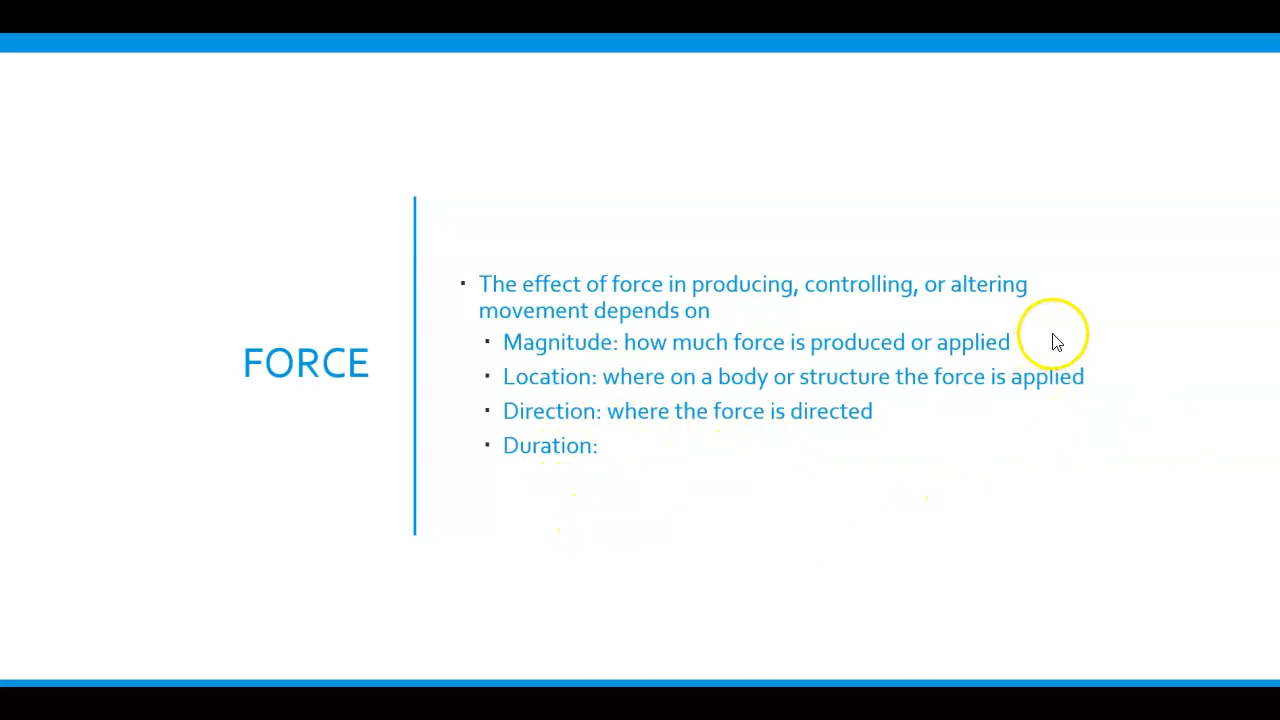 FORCE
The effect of force in producing, controlling, or altering
movement depends on
Magnitude: how much force is produced or applied
Location: where on a body or structure the force is applied
Direction: where the force is directed
Duration: